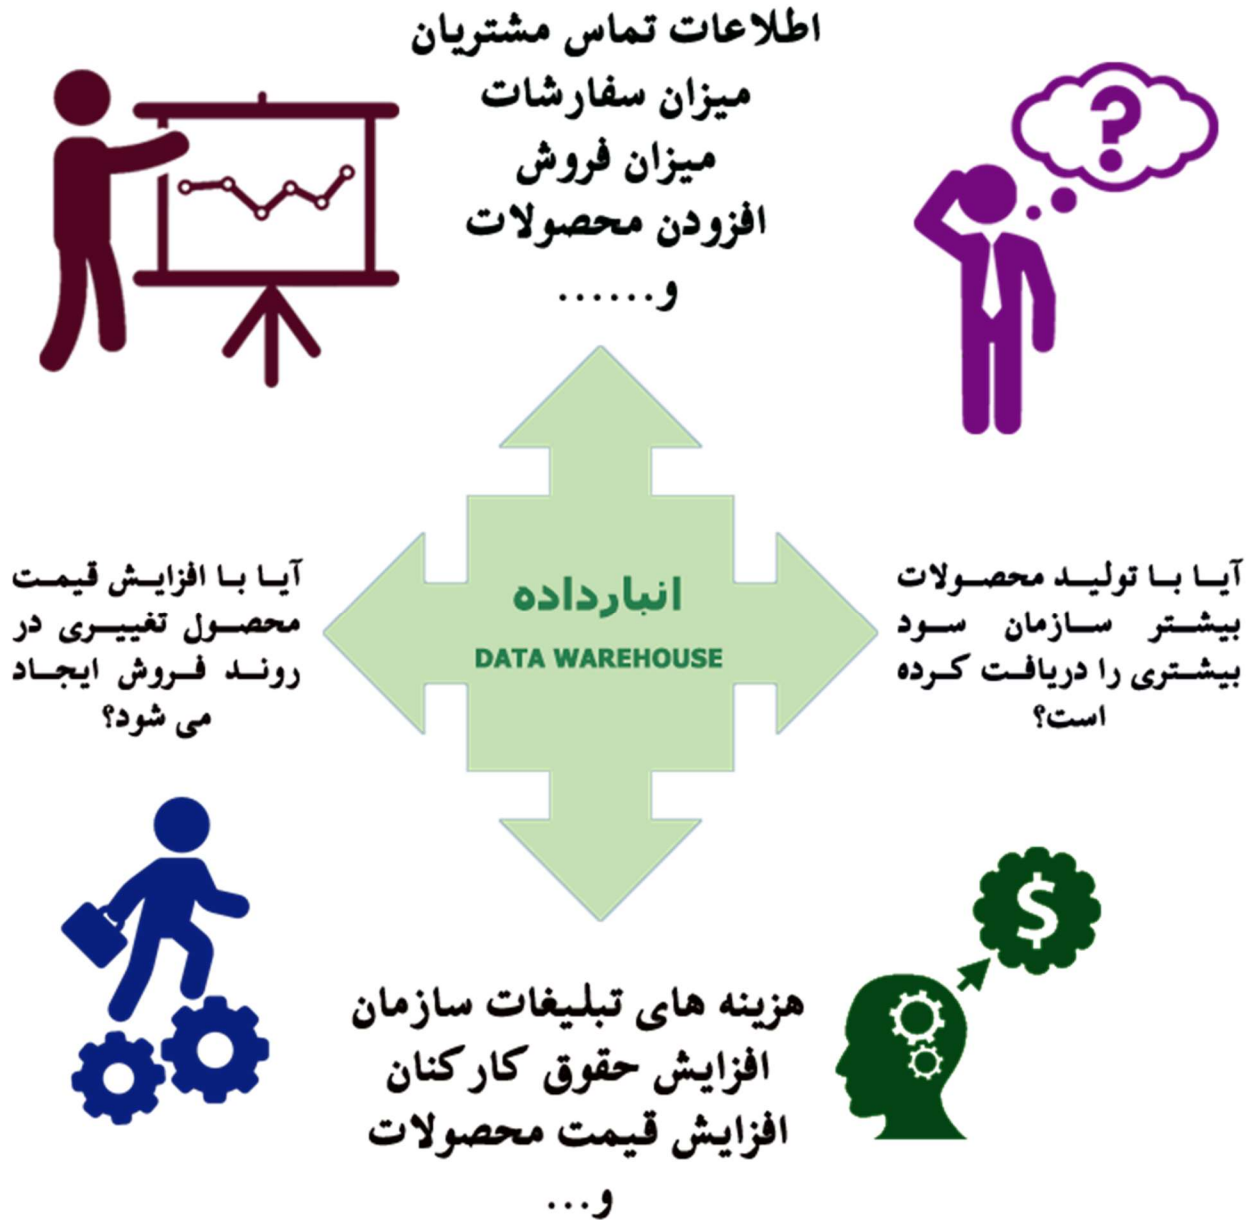 اطلاعات تماس مشتریان
میزان سفارشات
میزان فروش
افزودن محصولات
و......
?
آیا با تولید محصولات
بیشتر سازمان سود
بیشتری را دریافت کرده
است؟
انبارداده
DATA WAREHOUSE
آیا با افزایش قیمت
محصول تغییری در
روند فروش ایجاد
می شود؟
$
هزینه های تبلیغات سازمان
افزایش حقوق کارکنان
افزایش قیمت محصولات
و...